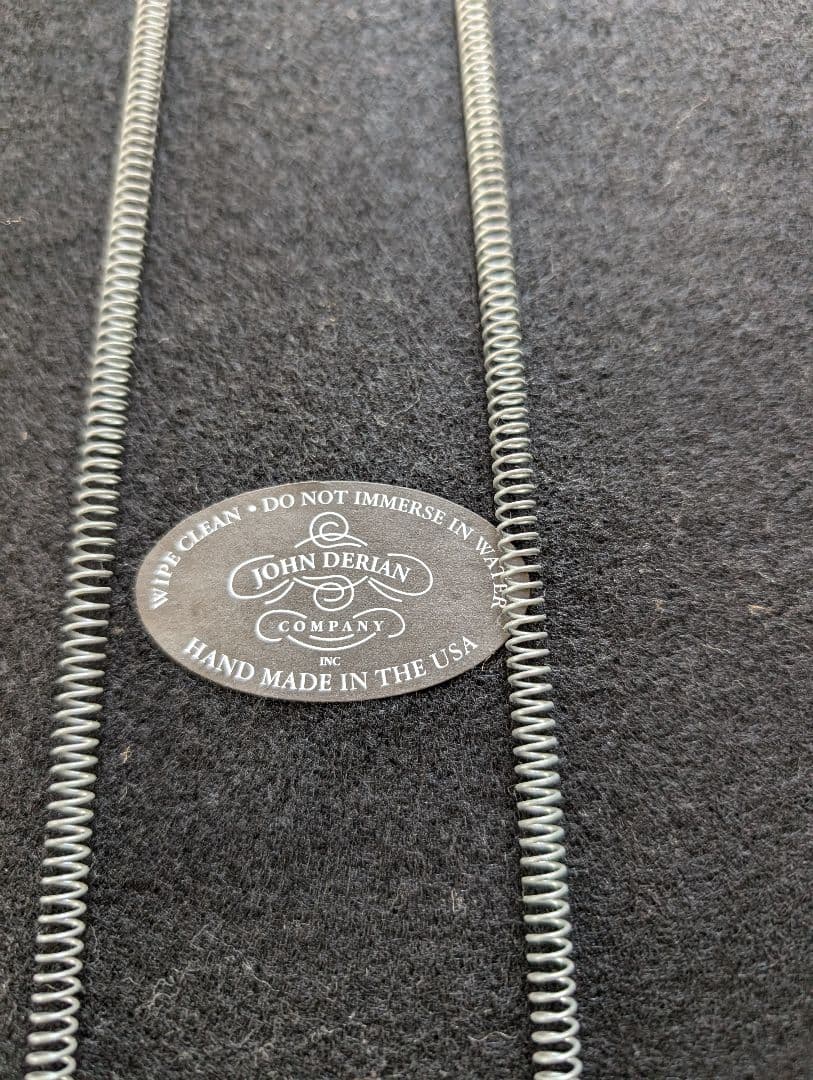 WIPE CLEAN • DO NOT IMMERSE IN WATER
JOHN DERIAN
COMPANY
INC
HAND MADE IN THE USA